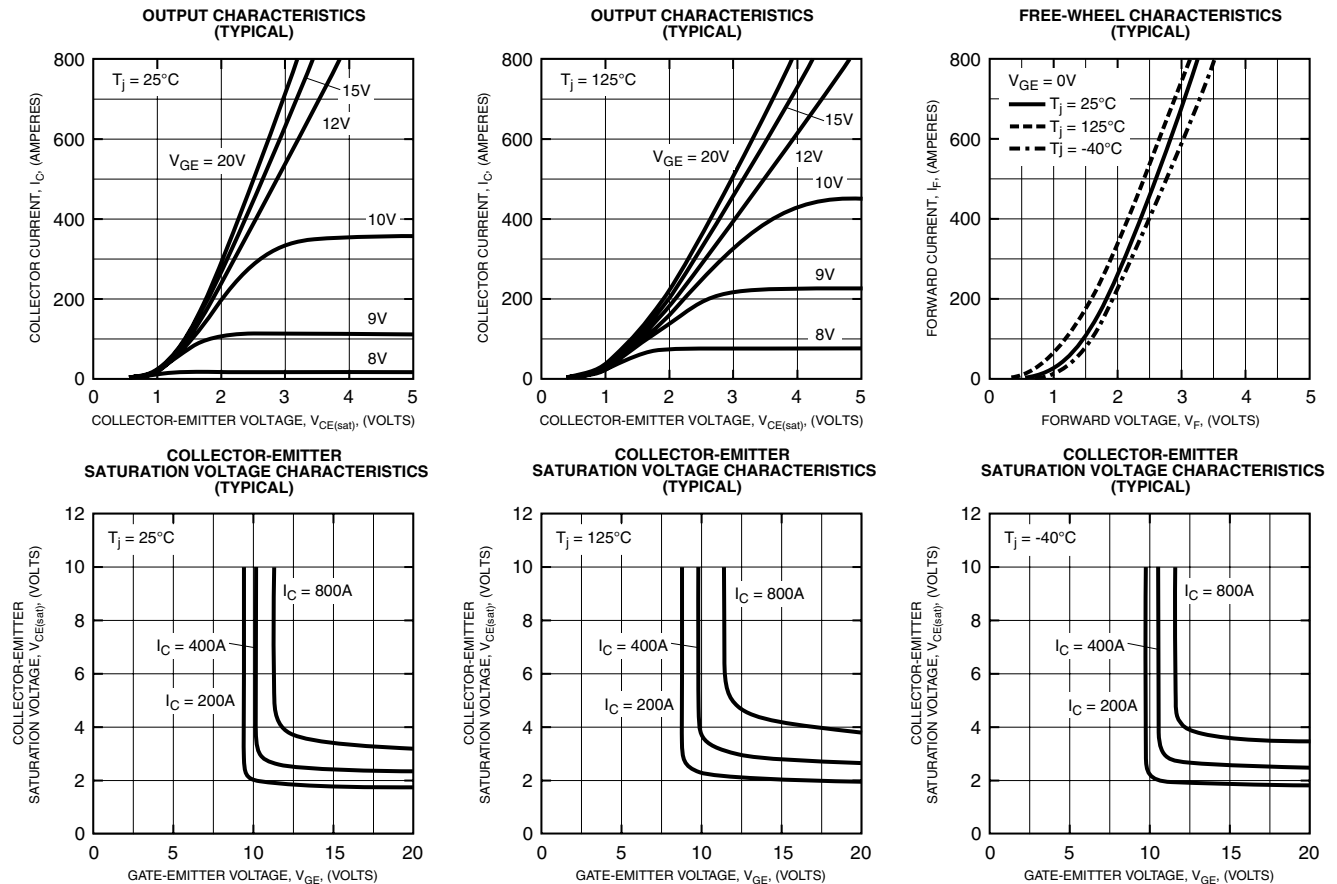 OUTPUT CHARACTERISTICS
(TYPICAL)
COLLECTOR CURRENT, IC, (AMPERES)
800
600
400
200
0
Tj = 25°C
15V
12V
VGE = 20V
10V
9V
8V
0 1 2 3 4 5
COLLECTOR-EMITTER VOLTAGE, VCE(sat), (VOLTS)
OUTPUT CHARACTERISTICS
(TYPICAL)
COLLECTOR CURRENT, IC, (AMPERES)
800
600
400
200
0
Tj = 125°C
15V
VGE = 20V
12V
10V
9V
8V
0 1 2 3 4 5
COLLECTOR-EMITTER VOLTAGE, VCE(sat), (VOLTS)
FREE-WHEEL CHARACTERISTICS
(TYPICAL)
FORWARD CURRENT, IF, (AMPERES)
800
600
400
200
0
VGE = 0V
Tj = 25°C
Tj = 125°C
Tj = -40°C
0 1 2 3 4 5
FORWARD VOLTAGE, VF, (VOLTS)
COLLECTOR-EMITTER
SATURATION VOLTAGE CHARACTERISTICS
(TYPICAL)
COLLECTOR-EMITTER
SATURATION VOLTAGE, VCE(sat), (VOLTS)
12
10
8
6
4
2
0
Tj = 25°C
IC = 800A
IC = 400A
IC = 200A
0 5 10 15 20
GATE-EMITTER VOLTAGE, VGE, (VOLTS)
COLLECTOR-EMITTER
SATURATION VOLTAGE CHARACTERISTICS
(TYPICAL)
COLLECTOR-EMITTER
SATURATION VOLTAGE, VCE(sat), (VOLTS)
12
10
8
6
4
2
0
Tj = 125°C
IC = 800A
IC = 400A
IC = 200A
0 5 10 15 20
GATE-EMITTER VOLTAGE, VGE, (VOLTS)
COLLECTOR-EMITTER
SATURATION VOLTAGE CHARACTERISTICS
(TYPICAL)
COLLECTOR-EMITTER
SATURATION VOLTAGE, VCE(sat), (VOLTS)
12
10
8
6
4
2
0
Tj = -40°C
IC = 800A
IC = 400A
IC = 200A
0 5 10 15 20
GATE-EMITTER VOLTAGE, VGE, (VOLTS)